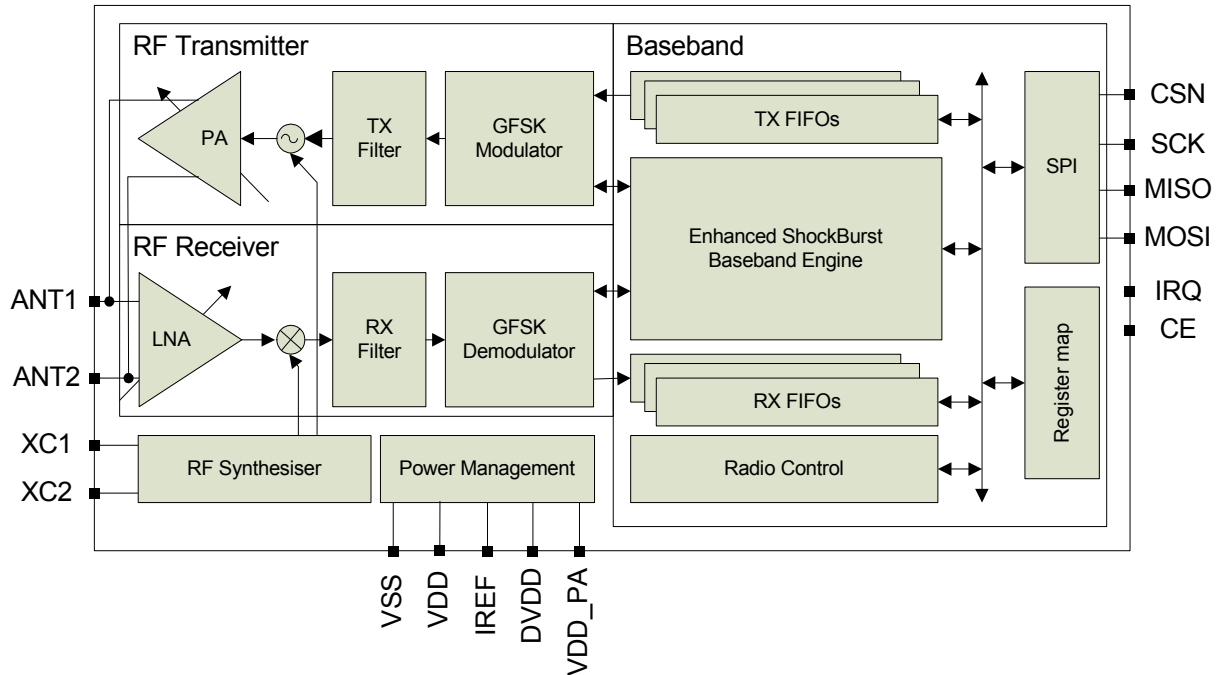 RF Transmitter
PA
TX
Filter
GFSK
Modulator
RF Receiver
LNA
RX
Filter
GFSK
Demodulator
RF Synthesiser
Power Management
Baseband
TX FIFOs
Enhanced ShockBurst
Baseband Engine
RX FIFOs
Radio Control
SPI
Register map
ANT1
ANT2
XC1
XC2
CSN
SCK
MISO
MOSI
IRQ
CE
VSS
VDD
IREF
DVDD
VDD_PA